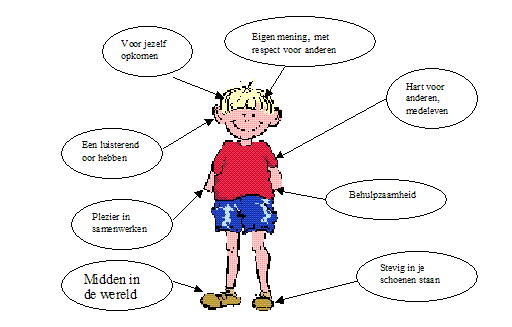 Voor jezelf
opkomen
Eigen mening, met
respect voor anderen
Hart voor
anderen,
medeleven
Een luisterend
oor hebben
Behulpzaamheid
Plezier in
samenwerken
Midden in
de wereld
Stevig in je
schoenen staan